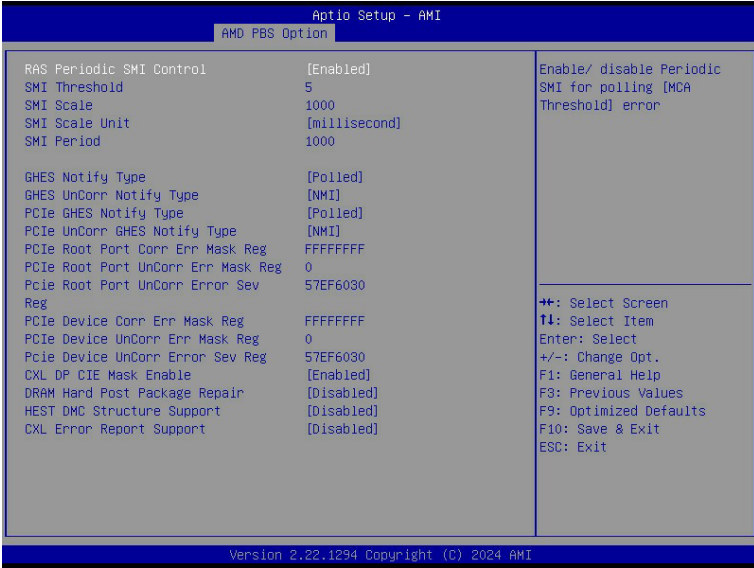 Aptio Setup - AMI
AMD PBS Option
RAS Periodic SMI Control [Enabled]
SMI Threshold 5
SMI Scale 1000
SMI Scale Unit [millisecond]
SMI Period 1000
GHES Notify Type [Polled]
GHES UnCorr Notify Type [NMI]
PCIe GHES Notify Type [Polled]
PCIe UnCorr GHES Notify Type [NMI]
PCIe Root Port Corr Err Mask Reg FFFFFFFF
PCIe Root Port UnCorr Err Mask Reg 0
Pcie Root Port UnCorr Error Sev 57EF6030
Reg
PCIe Device Corr Err Mask Reg FFFFFFFF
PCIe Device UnCorr Err Mask Reg 0
Pcie Device UnCorr Error Sev Reg 57EF6030
CXL DP CIE Mask Enable [Enabled]
DRAM Hard Post Package Repair [Disabled]
HEST DMC Structure Support [Disabled]
CXL Error Report Support [Disabled]
Enable/ disable Periodic
SMI for polling [MCA
Threshold] error
→←: Select Screen
↑↓: Select Item
Enter: Select
+/-: Change Opt.
F1: General Help
F3: Previous Values
F9: Optimized Defaults
F10: Save & Exit
ESC: Exit
Version 2.22.1294 Copyright (C) 2024 AMI